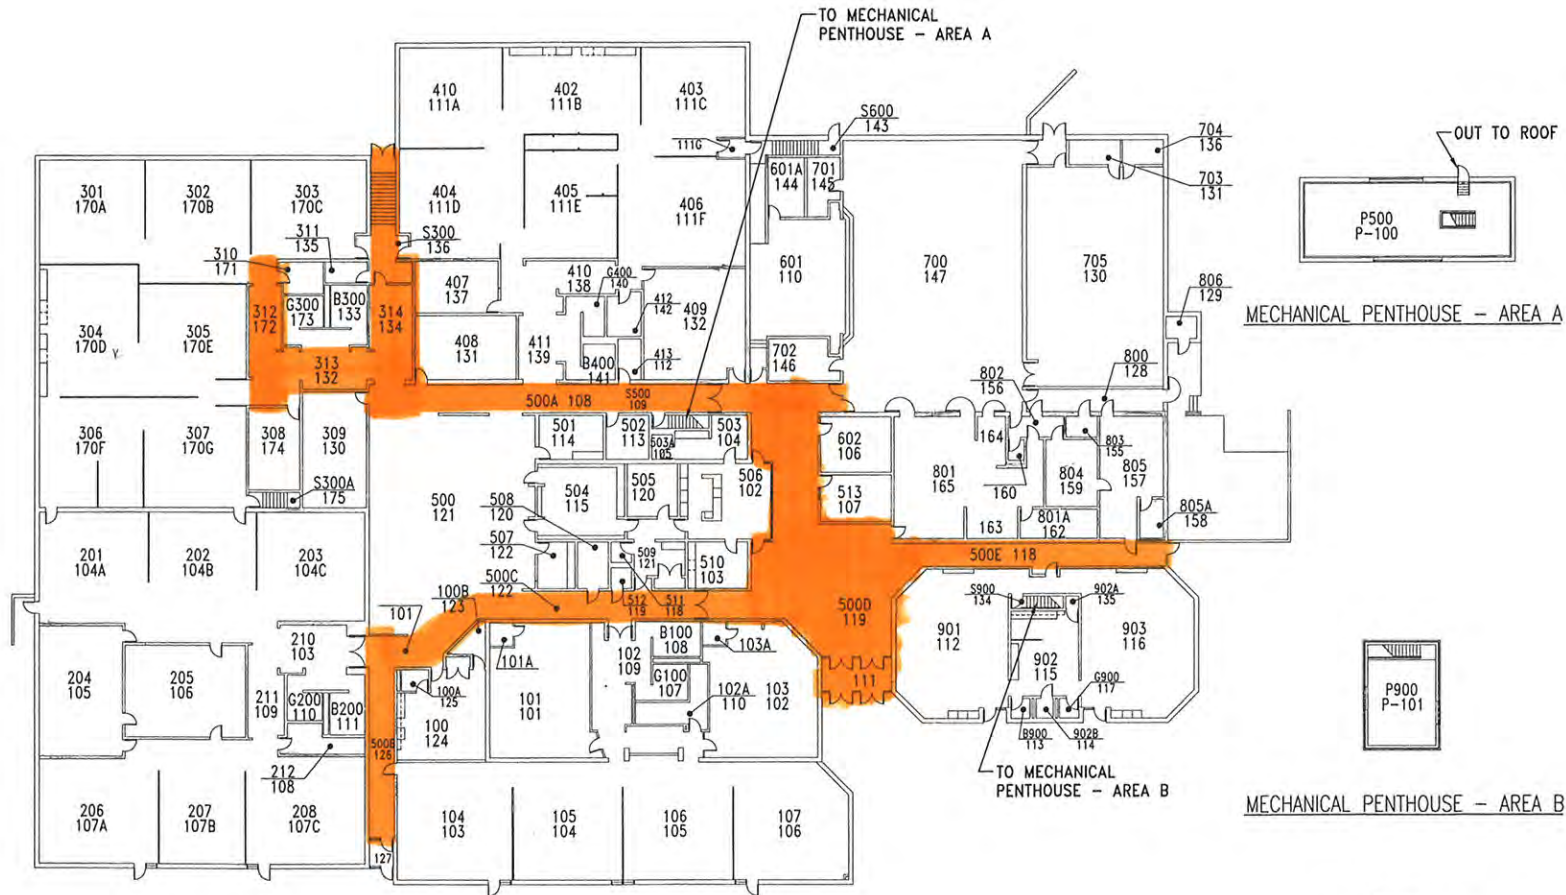 TO MECHANICAL
PENTHOUSE – AREA A
410
111A
402
111B
403
111C
111G
S600
143
704
136
703
131
OUT TO ROOF
P500
P-100
MECHANICAL PENTHOUSE – AREA A
301
170A
302
170B
303
170C
404
111D
405
111E
406
111F
601A
144
701
145
S300
136
311
135
310
171
G300
173
B300
133
312
172
314
134
313
132
407
137
408
131
410
138
G400
140
412
142
409
132
411
139
B400
141
413
112
601
110
700
147
705
130
806
129
702
146
802
156
800
128
304
170D
305
170E
306
170F
307
170G
308
174
309
130
S300A
175
500A 108
S500
109
501
114
502
113
503A
105
503
104
602
106
164
803
155
801
165
804
159
805
157
160
163
801A
162
805A
158
500
121
504
115
505
120
506
102
513
107
508
120
507
122
509
121
510
103
500C
122
512
119
511
118
500E 118
201
104A
202
104B
203
104C
100B
123
101
500D
119
S900
134
902A
135
901
112
116
903
116
902
115
G900
117
B900
113
902B
114
111
210
103
204
105
205
106
211
109
G200
110
B200
111
212
108
101A
100A
125
100
124
101
101
102
109
B100
108
103A
G100
107
102A
110
103
102
TO MECHANICAL
PENTHOUSE – AREA B
P900
P-101
MECHANICAL PENTHOUSE – AREA B
206
107A
207
107B
208
107C
126
127
104
103
105
104
106
105
107
106